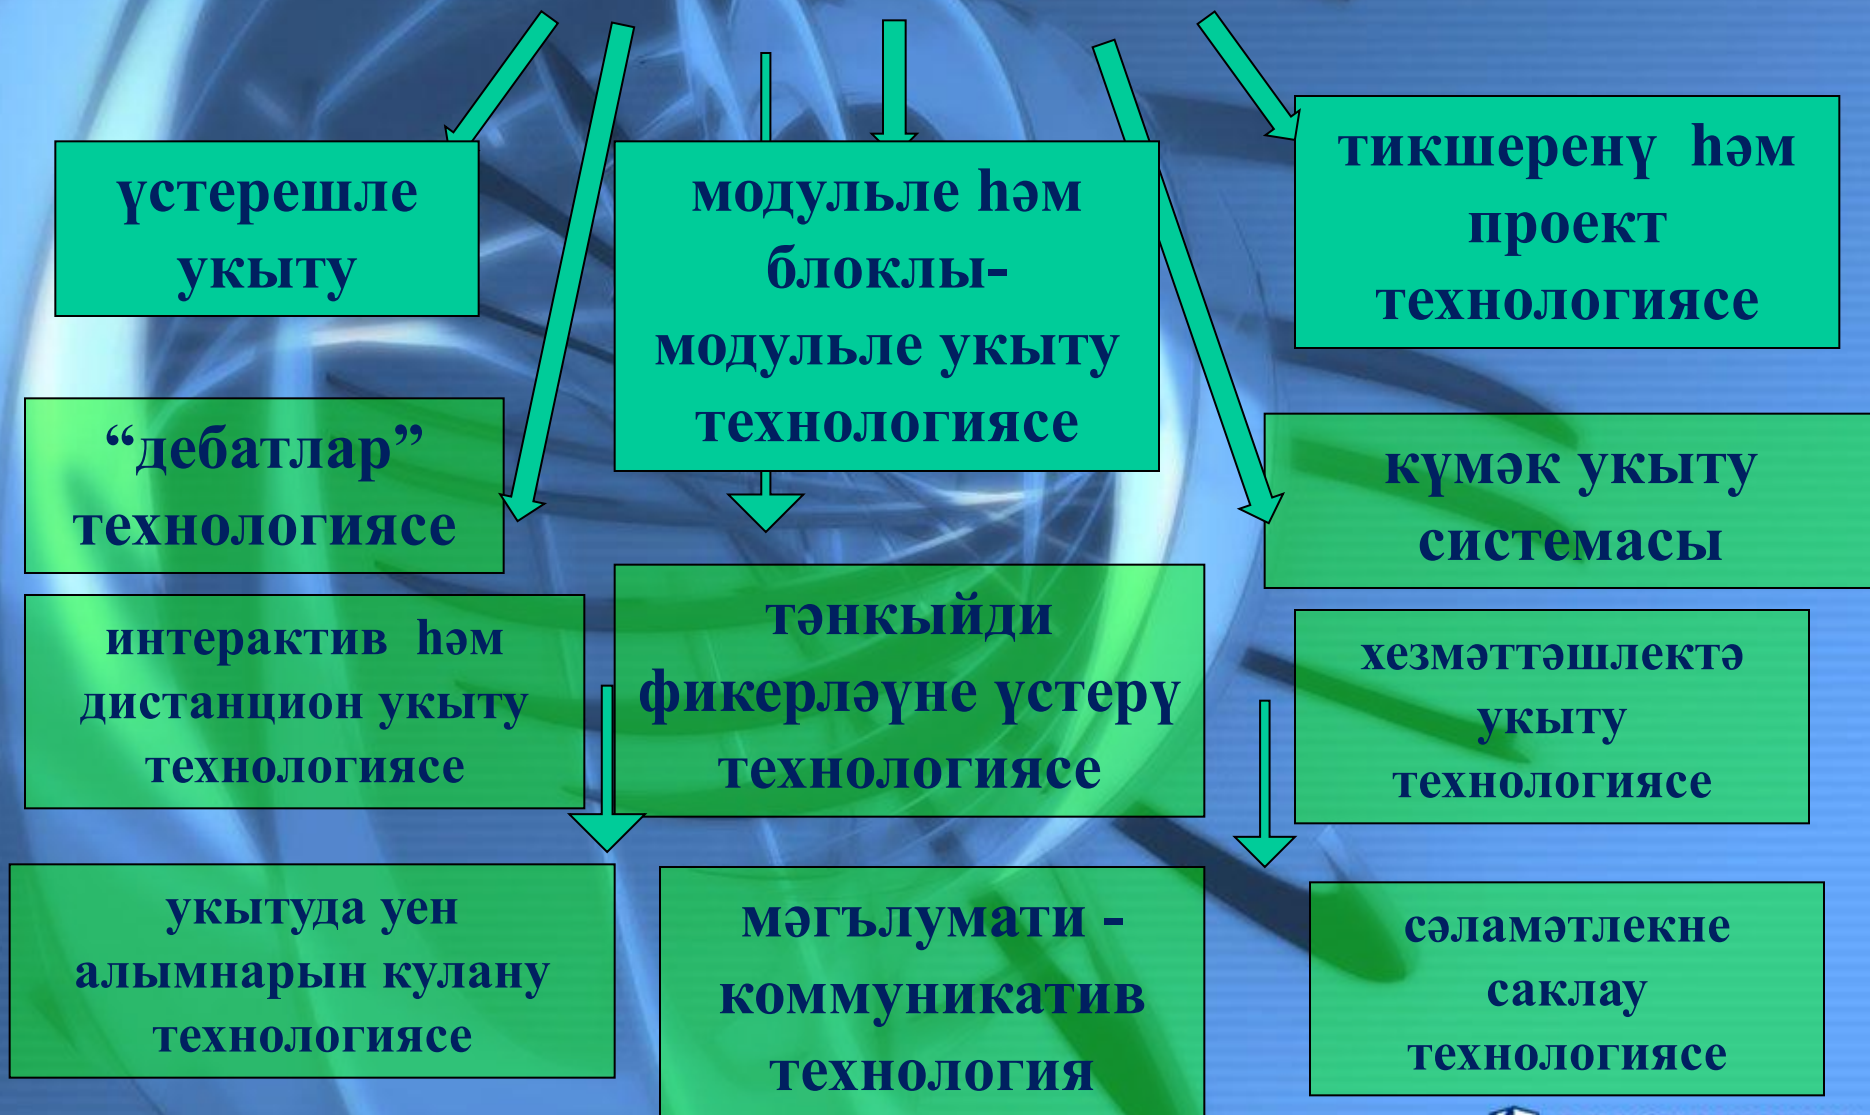 үстерешле
укыту
модульле һәм
блоклы-
модульле укыту
технологиясе
тикшеренү һәм
проект
технологиясе
“дебатлар”
технологиясе
күмәк укыту
системасы
интерактив һәм
дистанцион укыту
технологиясе
тәнкыйди
фикерләүне үстерү
технологиясе
хезмәттәшлектә
укыту
технологиясе
укытуда уен
алымнарын кулану
технологиясе
мәгълумати -
коммуникатив
технология
сәламәтлекне
саклау
технологиясе